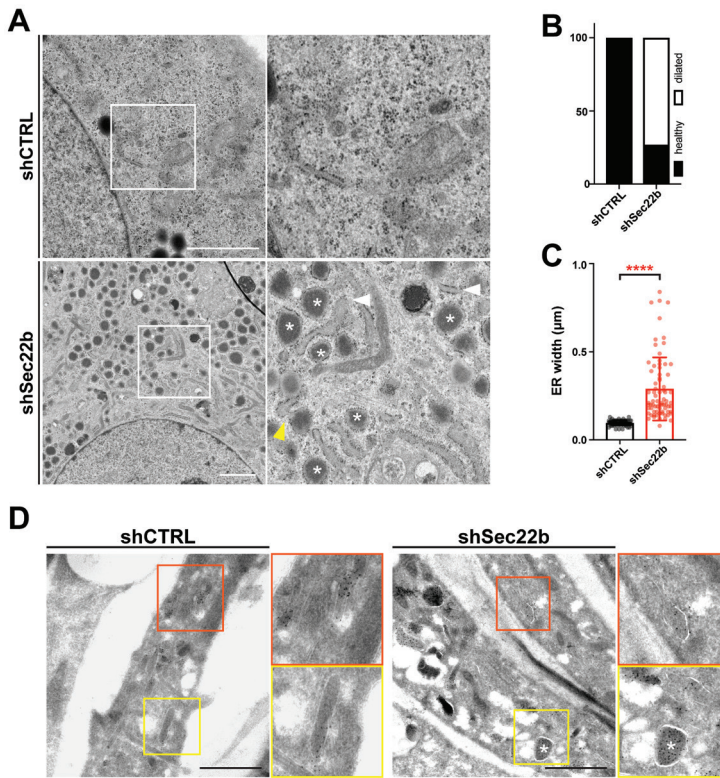 A
shCTRL
shSec22b
* * * * * *
B
100
50
0
shCTRL
shSec22b
healthy dilated
C
****
ER width (µm)
1.0
0.5
0.0
shCTRL
shSec22b
D
shCTRL
shSec22b
*
*